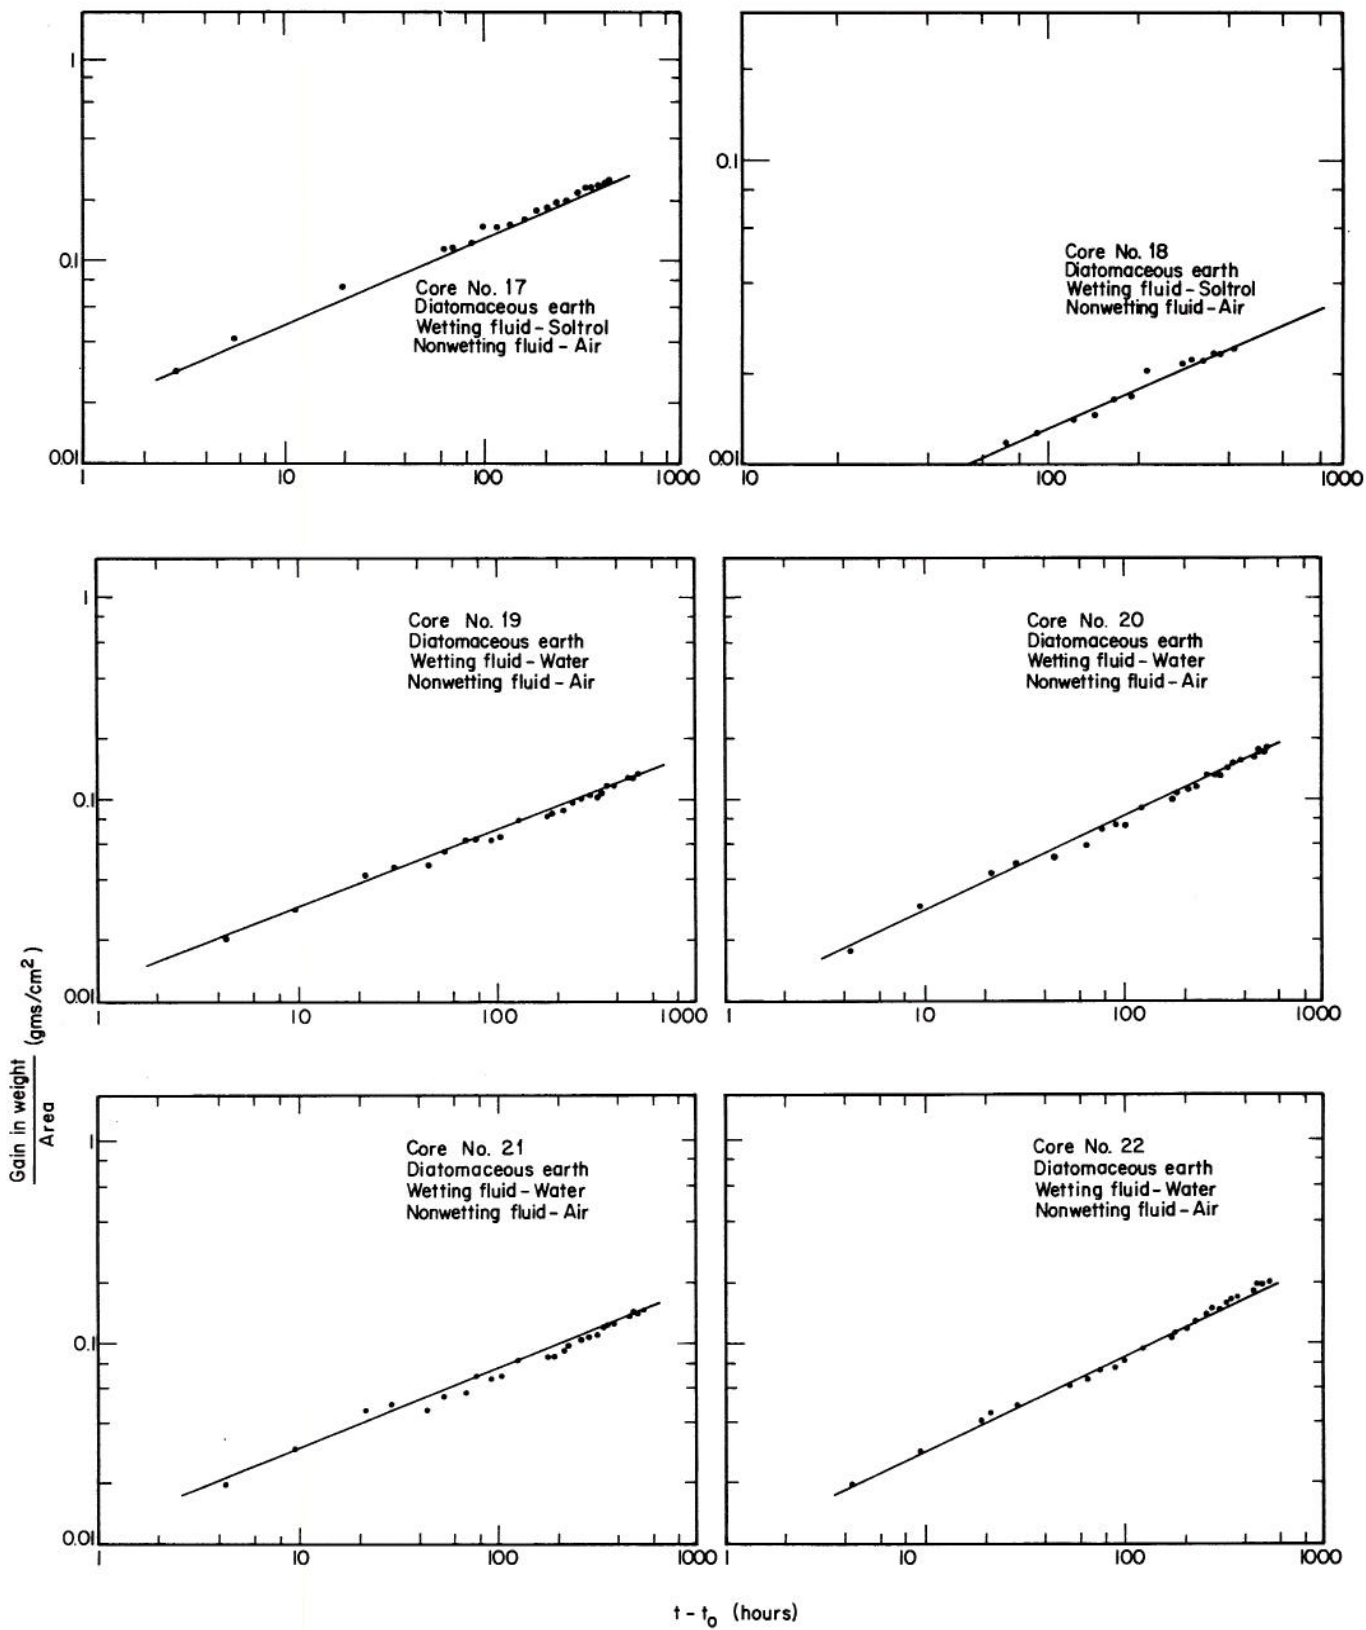 1
0.1
0.01
Core No. 17
Diatomaceous earth
Wetting fluid – Soltrol
Nonwetting fluid – Air
1
10
100
1000
0.1
0.01
Core No. 18
Diatomaceous earth
Wetting fluid – Soltrol
Nonwetting fluid – Air
10
100
1000
1
0.1
0.01
Core No. 19
Diatomaceous earth
Wetting fluid – Water
Nonwetting fluid – Air
1
10
100
1000
Core No. 20
Diatomaceous earth
Wetting fluid – Water
Nonwetting fluid – Air
1
10
100
1000
Gain in weight
Area
(gms/cm²)
1
0.1
0.01
Core No. 21
Diatomaceous earth
Wetting fluid – Water
Nonwetting fluid – Air
1
10
100
1000
Core No. 22
Diatomaceous earth
Wetting fluid – Water
Nonwetting fluid – Air
1
10
100
1000
t – t₀ (hours)